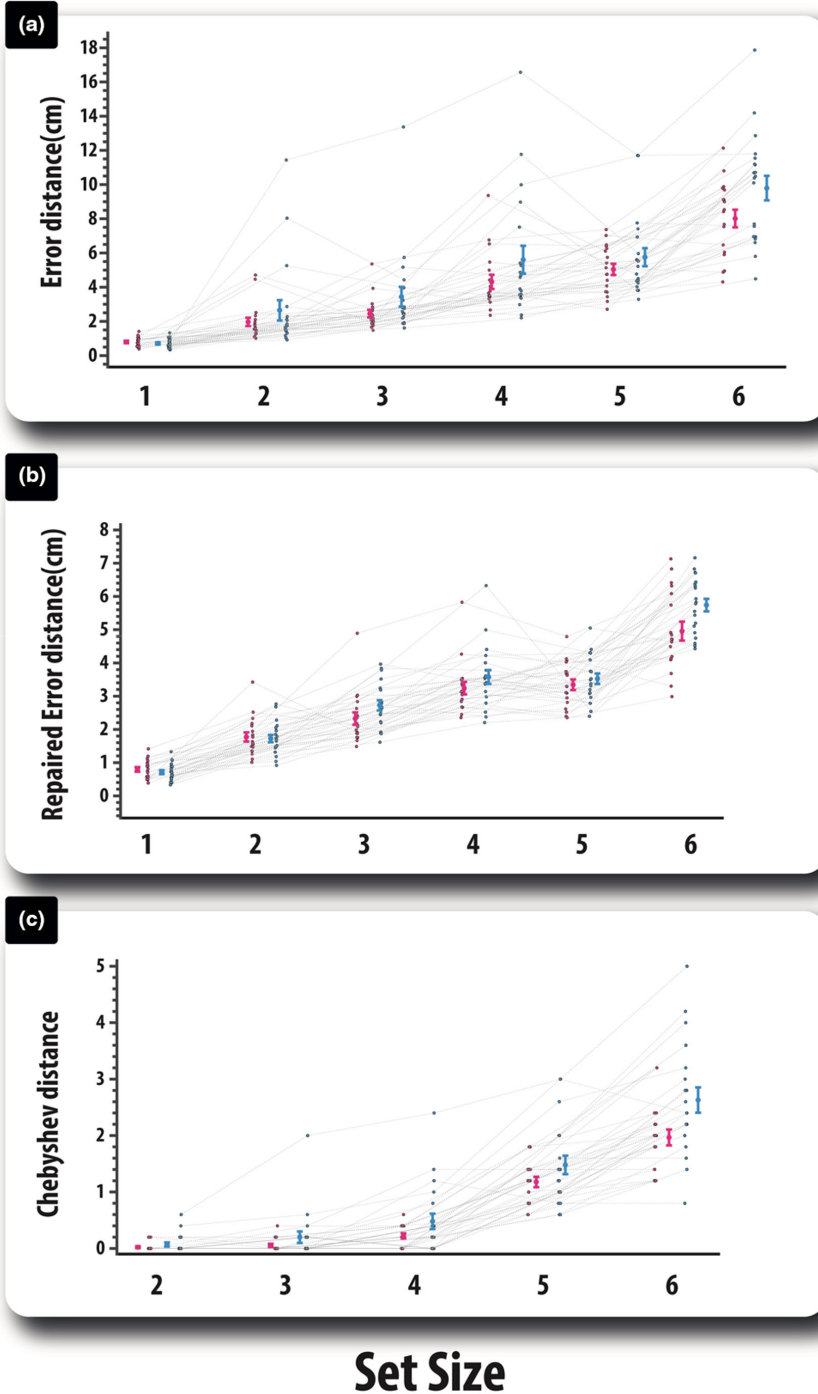 (a)
Error distance(cm)
18
16
14
12
10
8
6
4
2
0
1 2 3 4 5 6
(b)
Repaired Error distance(cm)
8
7
6
5
4
3
2
1
0
1 2 3 4 5 6
(c)
Chebyshev distance
5
4
3
2
1
0
2 3 4 5 6
Set Size